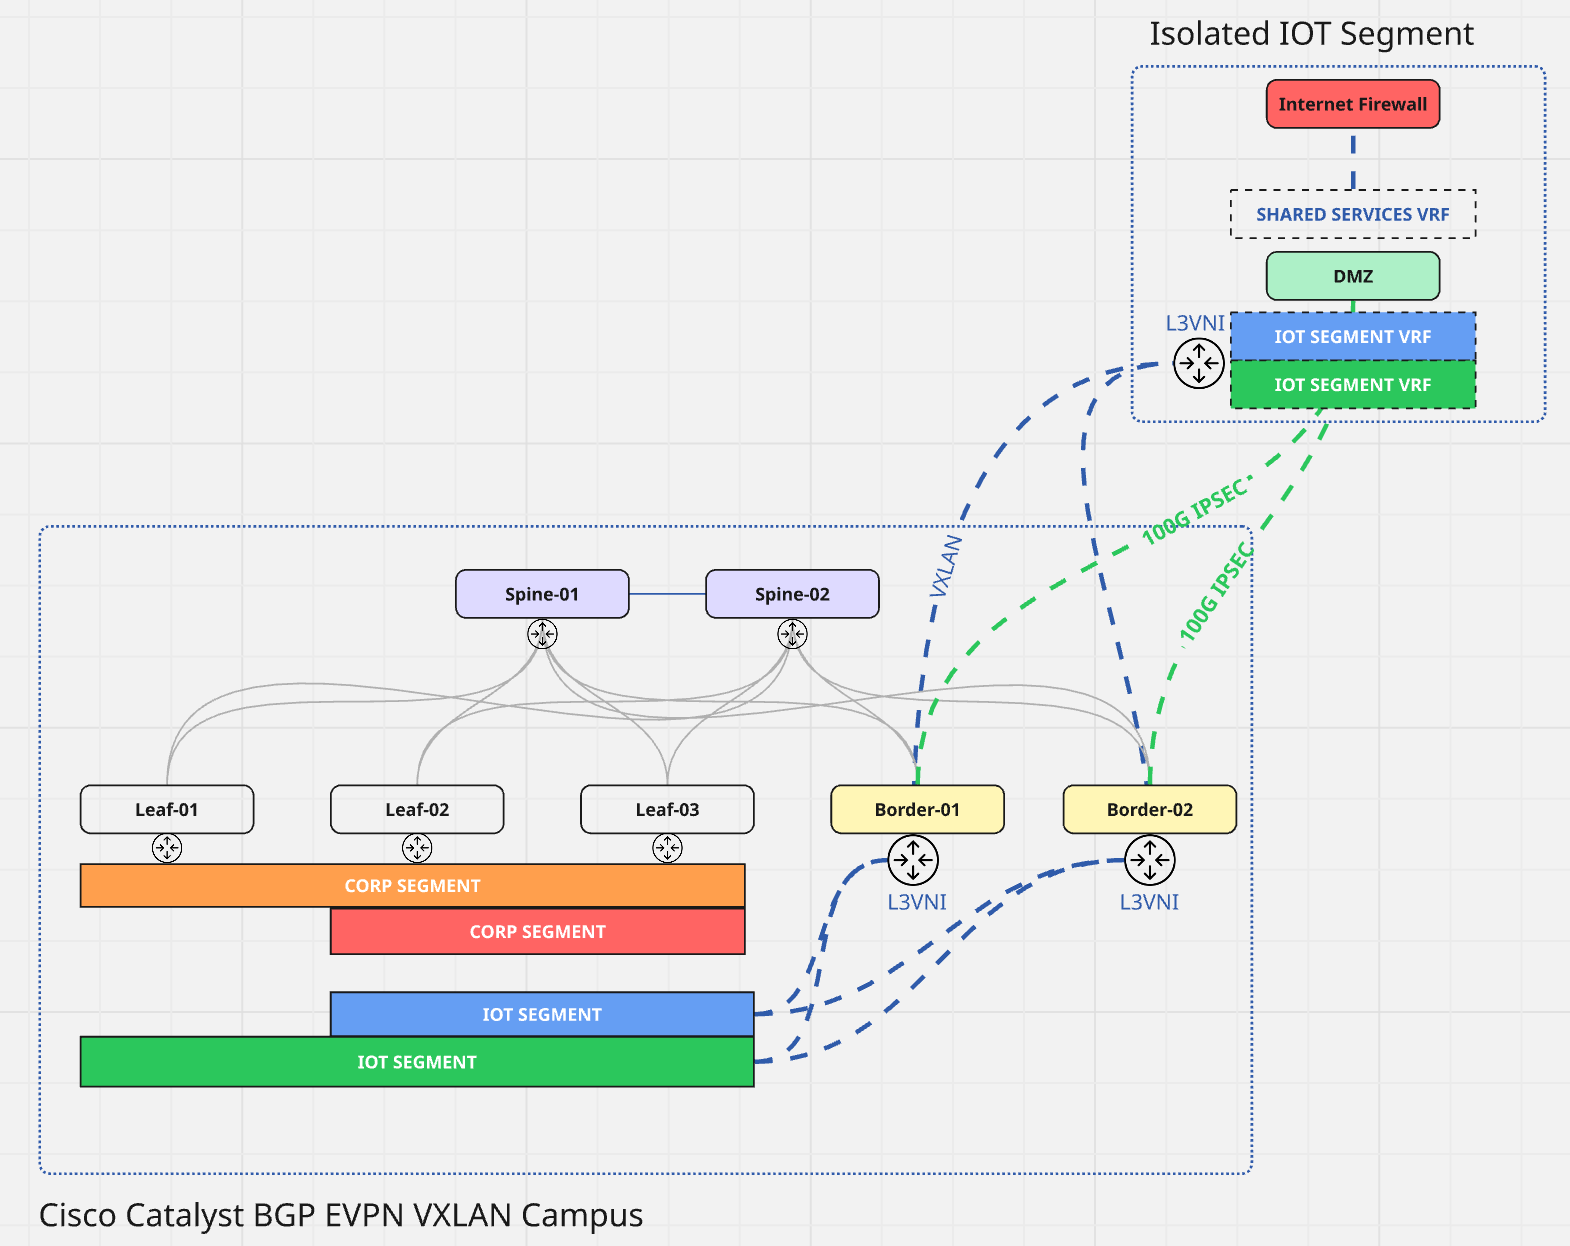 Isolated IOT Segment
Internet Firewall
SHARED SERVICES VRF
DMZ
L3VNI
IOT SEGMENT VRF
IOT SEGMENT VRF
100G IPSEC
VXLAN
100G IPSEC
Spine-01
Spine-02
Leaf-01
Leaf-02
Leaf-03
Border-01
Border-02
CORP SEGMENT
L3VNI
L3VNI
CORP SEGMENT
IOT SEGMENT
IOT SEGMENT
Cisco Catalyst BGP EVPN VXLAN Campus